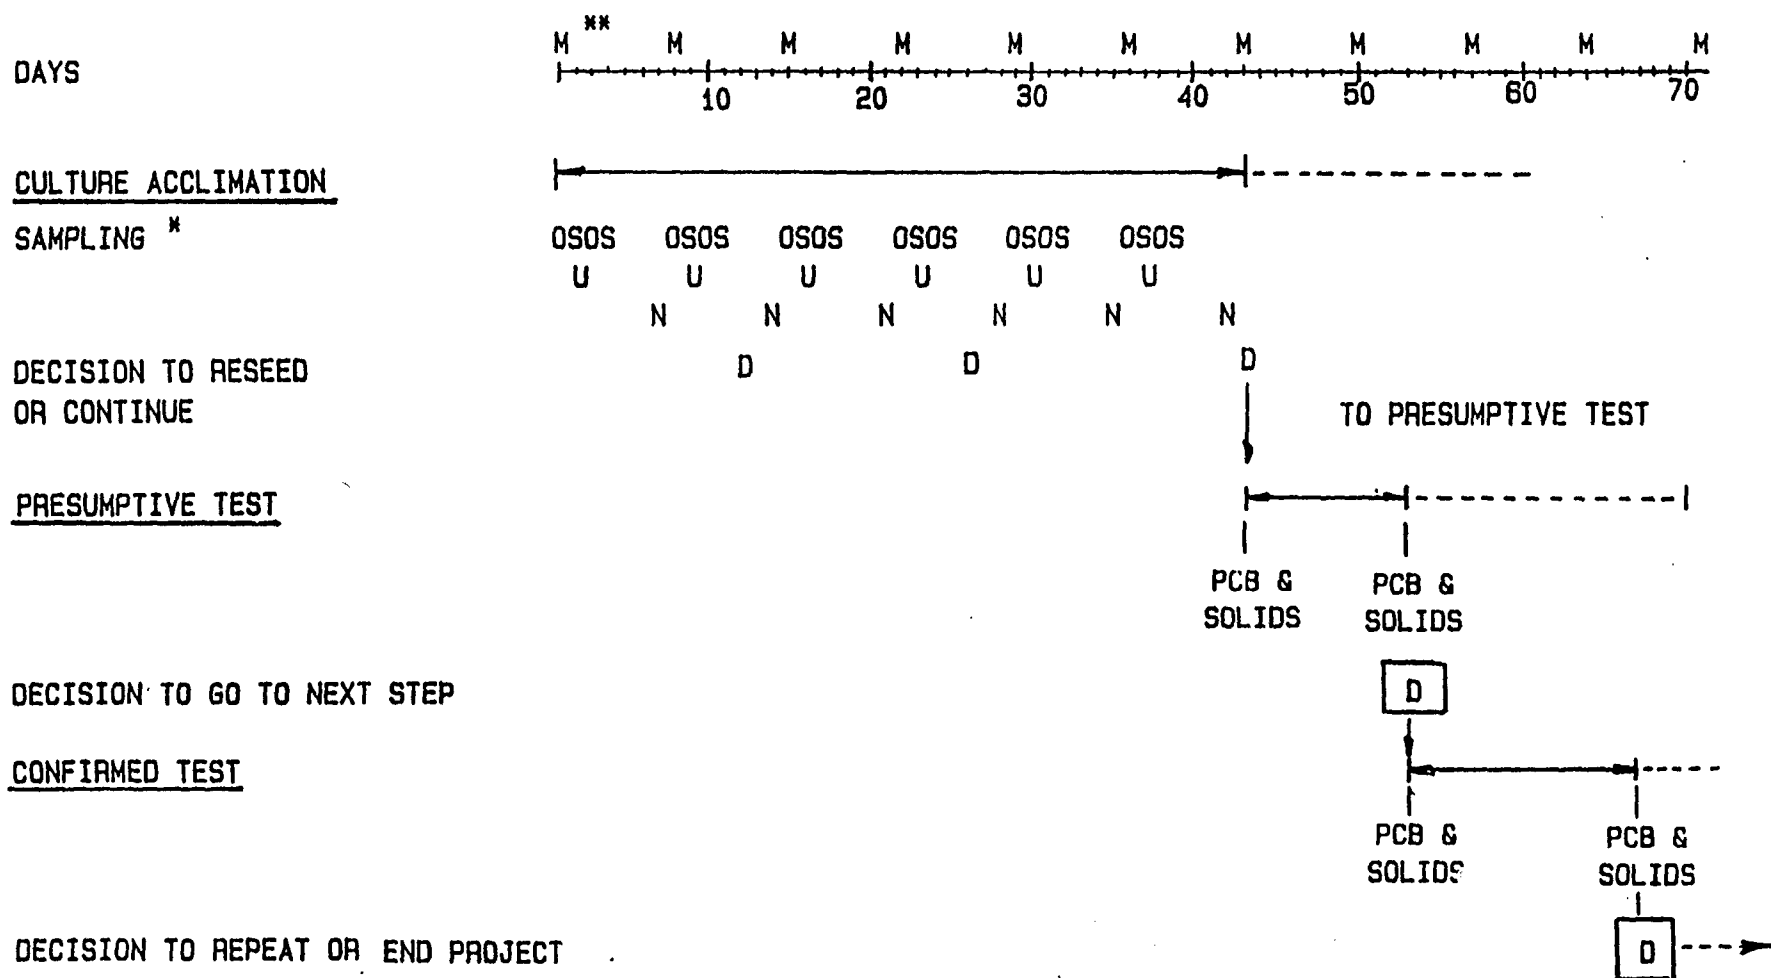 M ** M M M M M M M M M M
DAYS
10 20 30 40 50 60 70
CULTURE ACCLIMATION
SAMPLING * OSOS OSOS OSOS OSOS OSOS OSOS
U U U U U U
N N N N N N
DECISION TO RESEED D D D
OR CONTINUE TO PRESUMPTIVE TEST
PRESUMPTIVE TEST
PCB & PCB &
SOLIDS SOLIDS
DECISION TO GO TO NEXT STEP D
CONFIRMED TEST
PCB & PCB &
SOLIDS SOLIDS
DECISION TO REPEAT OR END PROJECT D